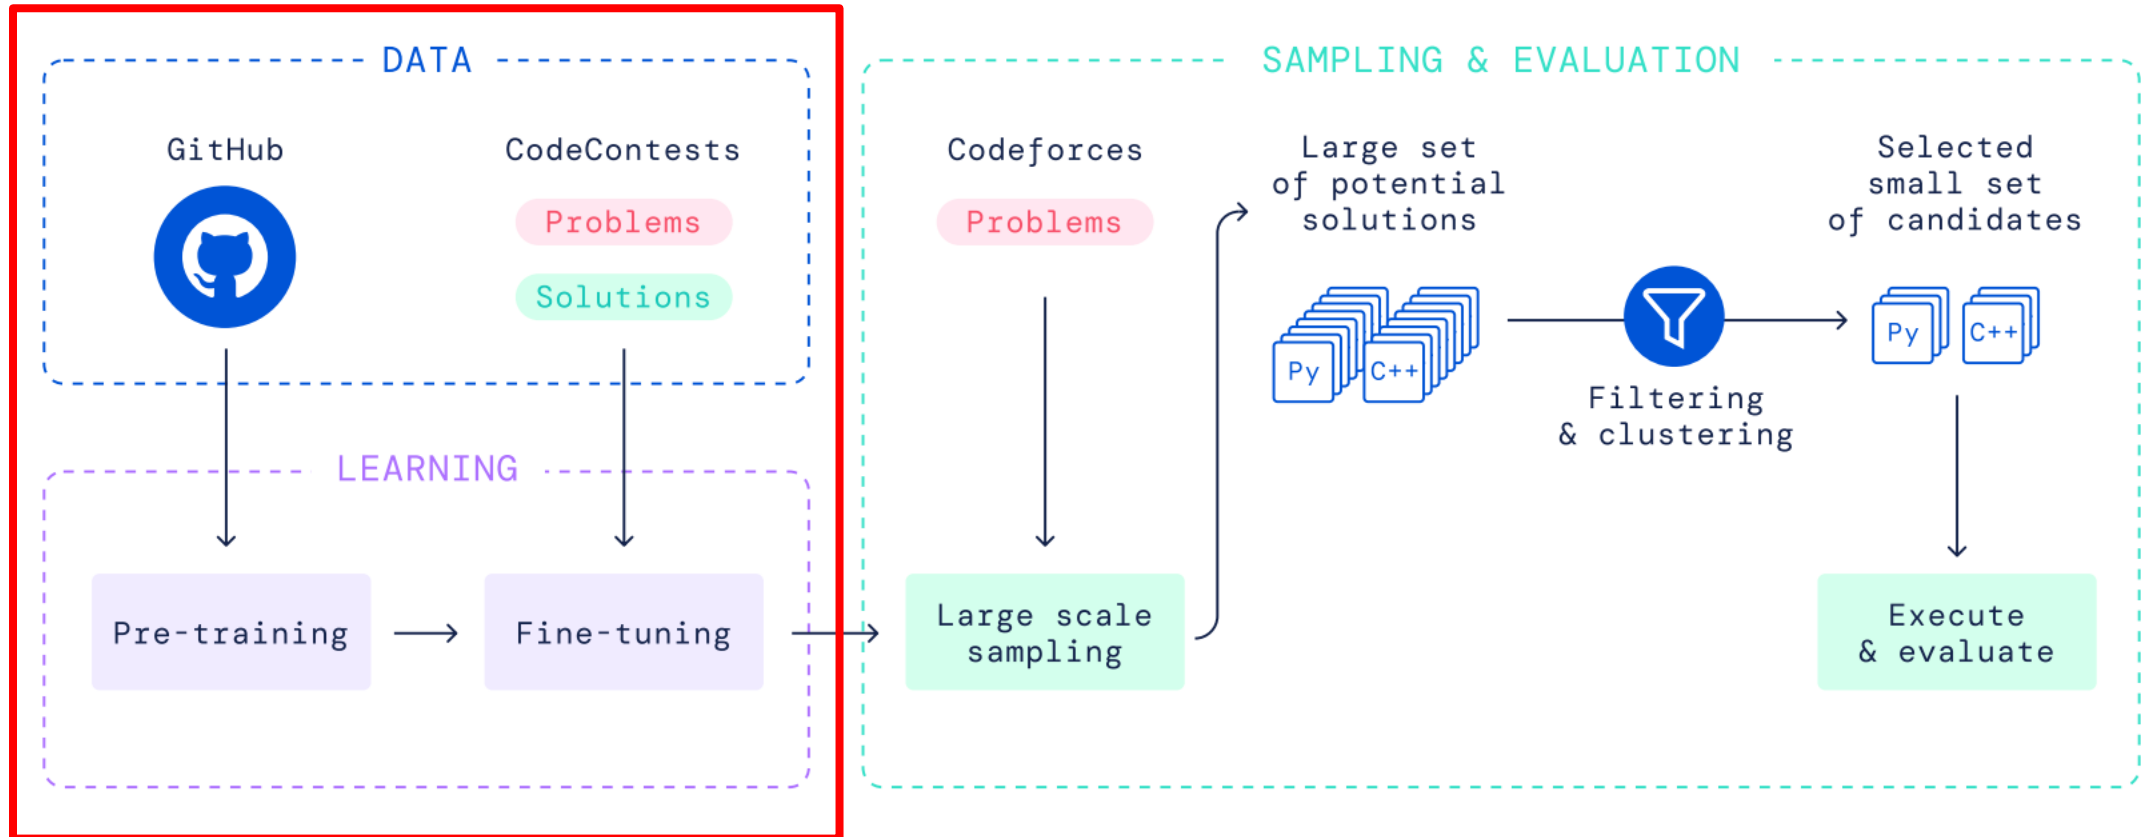 DATA
GitHub
CodeContests
Problems
Solutions
LEARNING
Pre-training
Fine-tuning
SAMPLING & EVALUATION
Codeforces
Problems
Large scale
sampling
Large set
of potential
solutions
Py
C++
Filtering
& clustering
Selected
small set
of candidates
Py
C++
Execute
& evaluate